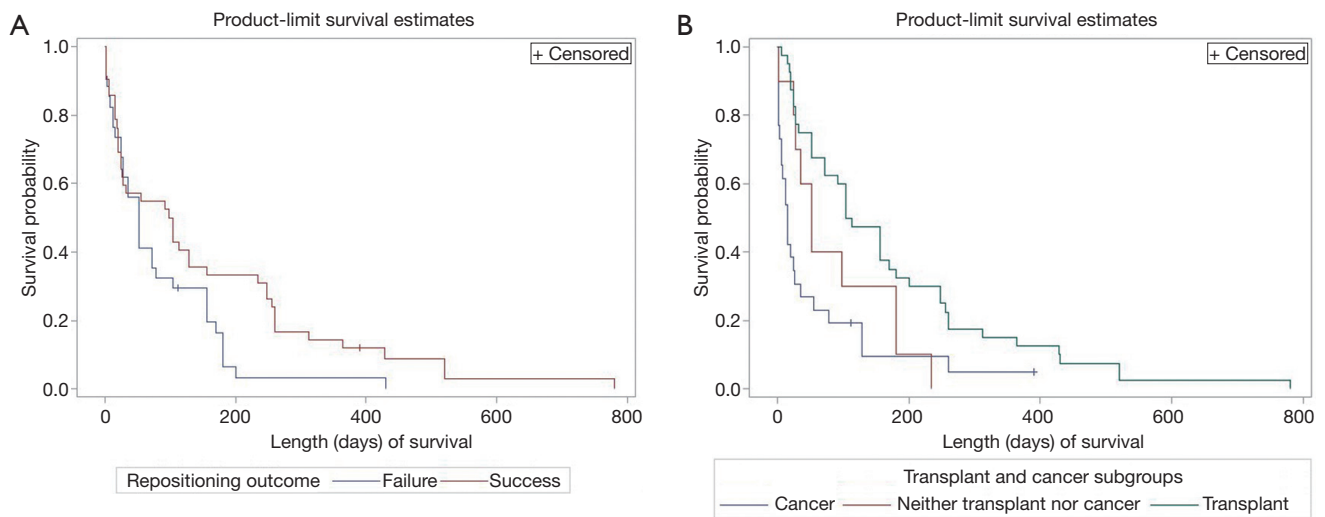 A
Product-limit survival estimates
+ Censored
1.0
0.8
0.6
0.4
0.2
0.0
Survival probability
0 200 400 600 800
Length (days) of survival
Repositioning outcome Failure Success
B
Product-limit survival estimates
+ Censored
1.0
0.8
0.6
0.4
0.2
0.0
Survival probability
0 200 400 600 800
Length (days) of survival
Transplant and cancer subgroups
Cancer Neither transplant nor cancer Transplant